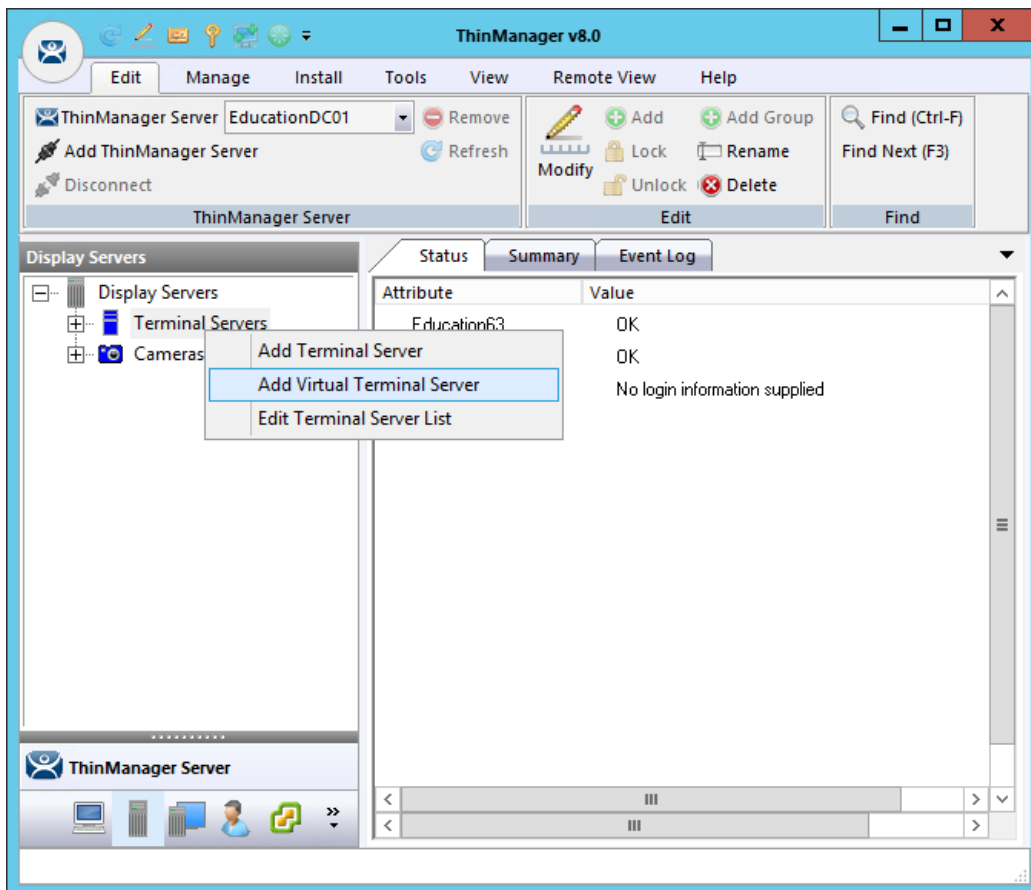 ThinManager v8.0
Edit Manage Install Tools View Remote View Help
ThinManager Server EducationDC01 Remove
Add ThinManager Server Refresh
Disconnect
ThinManager Server
Modify
Add Add Group
Lock Rename
Unlock Delete
Edit
Find (Ctrl-F)
Find Next (F3)
Find
Display Servers
Display Servers
Terminal Servers
Cameras
Add Terminal Server
Add Virtual Terminal Server
Edit Terminal Server List
Status Summary Event Log
Attribute Value
Education63 OK
OK
No login information supplied
ThinManager Server